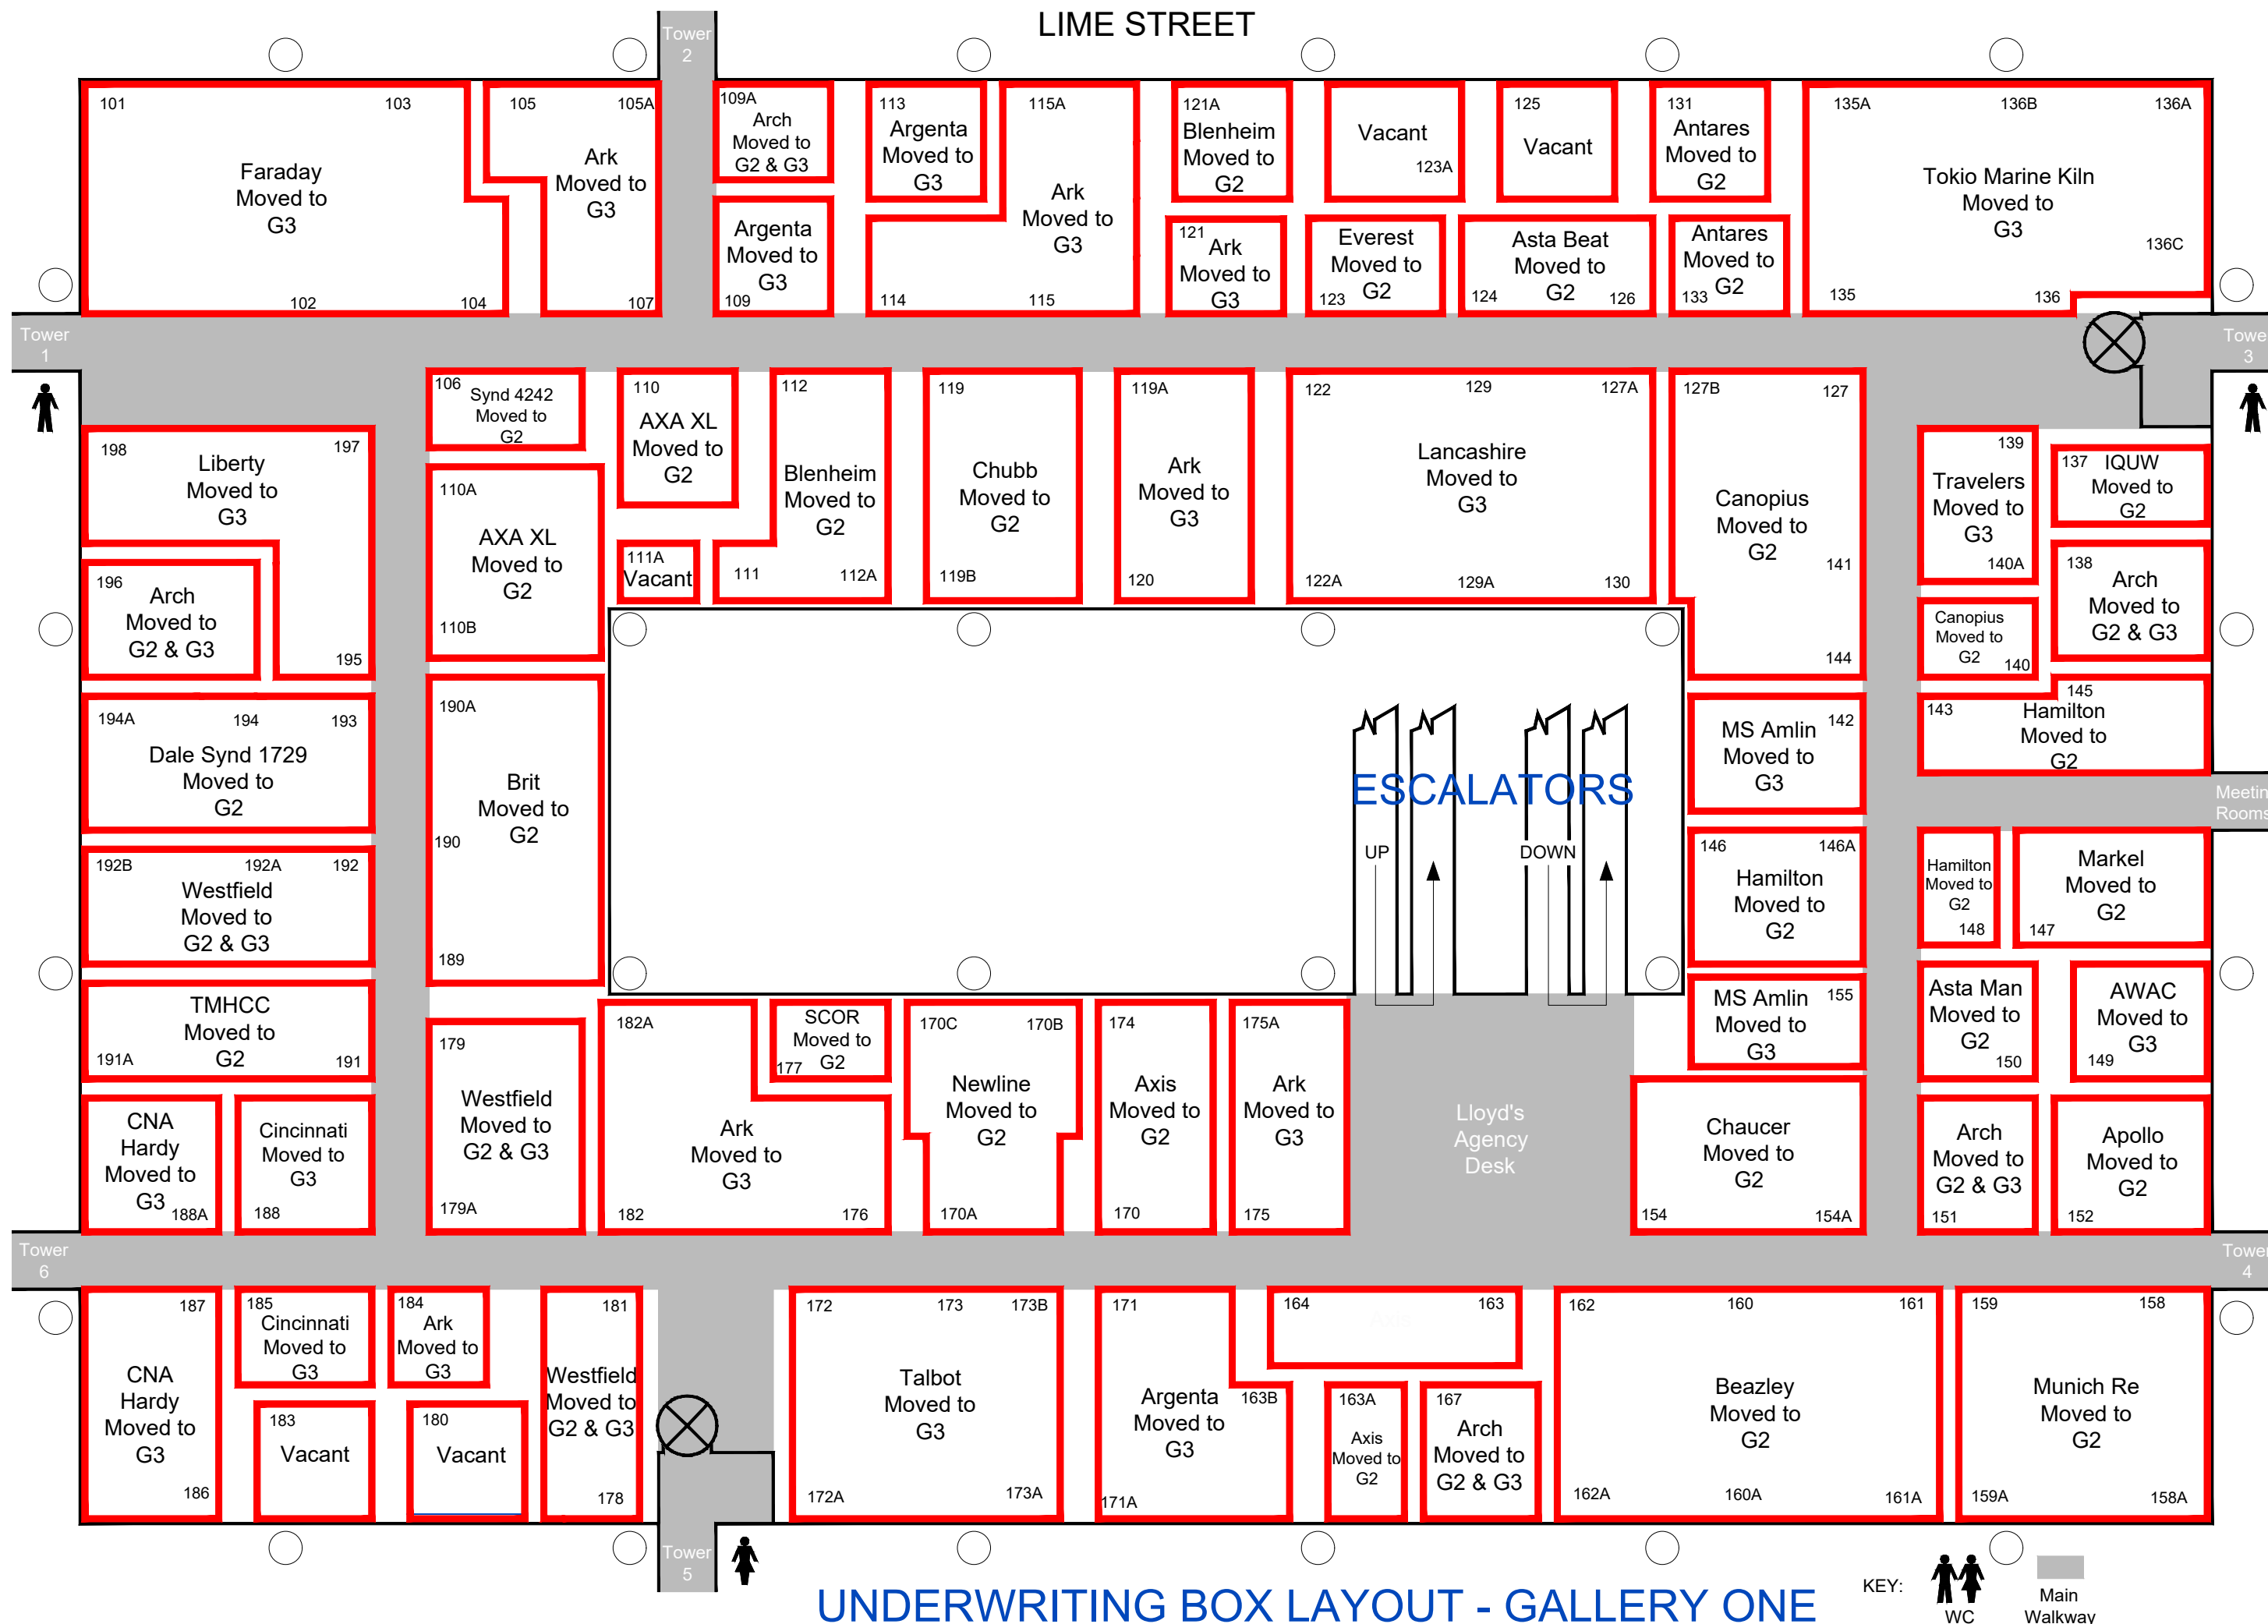 LIME STREET
Tower
2
101
103
Faraday
Moved to
G3
102
104
105
105A
Ark
Moved to
G3
107
109A
Arch
Moved to
G2 & G3
Argenta
Moved to
G3
109
113
Argenta
Moved to
G3
115A
Ark
Moved to
G3
114
115
121A
Blenheim
Moved to
G2
121
Ark
Moved to
G3
Vacant
123A
Everest
Moved to
G2
123
125
Vacant
Asta Beat
Moved to
G2
124
126
131
Antares
Moved to
G2
Antares
Moved to
G2
133
135A
136B
136A
Tokio Marine Kiln
Moved to
G3
136C
135
136
Tower
1
Towe
3
106
Synd 4242
Moved to
G2
110
AXA XL
Moved to
G2
112
Blenheim
Moved to
G2
111
112A
111A
Vacant
119
Chubb
Moved to
G2
119B
119A
Ark
Moved to
G3
120
122
129
127A
Lancashire
Moved to
G3
122A
129A
130
127B
127
Canopius
Moved to
G2
141
144
139
Travelers
Moved to
G3
140A
137
IQUW
Moved to
G2
138
Arch
Moved to
G2 & G3
Canopius
Moved to
G2
140
198
197
Liberty
Moved to
G3
195
196
Arch
Moved to
G2 & G3
110A
AXA XL
Moved to
G2
110B
194A
194
193
Dale Synd 1729
Moved to
G2
190A
Brit
Moved to
G2
190
189
192B
192A
192
Westfield
Moved to
G2 & G3
ESCALATORS
UP
DOWN
MS Amlin
142
Moved to
G3
145
143
Hamilton
Moved to
G2
Meetin
Rooms
146
146A
Hamilton
Moved to
G2
Hamilton
Moved to
G2
148
Markel
Moved to
G2
147
TMHCC
Moved to
G2
191A
191
179
Westfield
Moved to
G2 & G3
179A
182A
Ark
Moved to
G3
182
176
SCOR
Moved to
G2
177
170C
170B
Newline
Moved to
G2
170A
174
Axis
Moved to
G2
170
175A
Ark
Moved to
G3
175
Lloyd's
Agency
Desk
MS Amlin
155
Moved to
G3
Chaucer
Moved to
G2
154
154A
Asta Man
Moved to
G2
150
AWAC
Moved to
G3
149
Arch
Moved to
G2 & G3
151
Apollo
Moved to
G2
152
CNA
Hardy
Moved to
G3
188A
Cincinnati
Moved to
G3
188
Tower
6
Tower
4
187
CNA
Hardy
Moved to
G3
186
185
Cincinnati
Moved to
G3
183
Vacant
184
Ark
Moved to
G3
180
Vacant
181
Westfield
Moved to
G2 & G3
178
172
173
173B
Talbot
Moved to
G3
172A
173A
171
Argenta
163B
Moved to
G3
171A
164
163
163A
Axis
Moved to
G2
167
Arch
Moved to
G2 & G3
162
160
161
Beazley
Moved to
G2
162A
160A
161A
159
158
Munich Re
Moved to
G2
159A
158A
Tower
5
UNDERWRITING BOX LAYOUT - GALLERY ONE
KEY:
WC
Main
Walkway